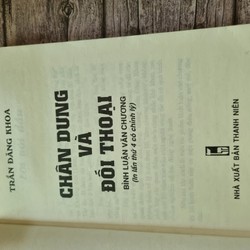 TRẦN ĐĂNG KHOA
CHÂN DUNG
VÀ
ĐỐI THOẠI
BÌNH LUẬN VĂN CHƯƠNG
(In lần thứ 4 có chỉnh lý)
NHÀ XUẤT BẢN THANH NIÊN